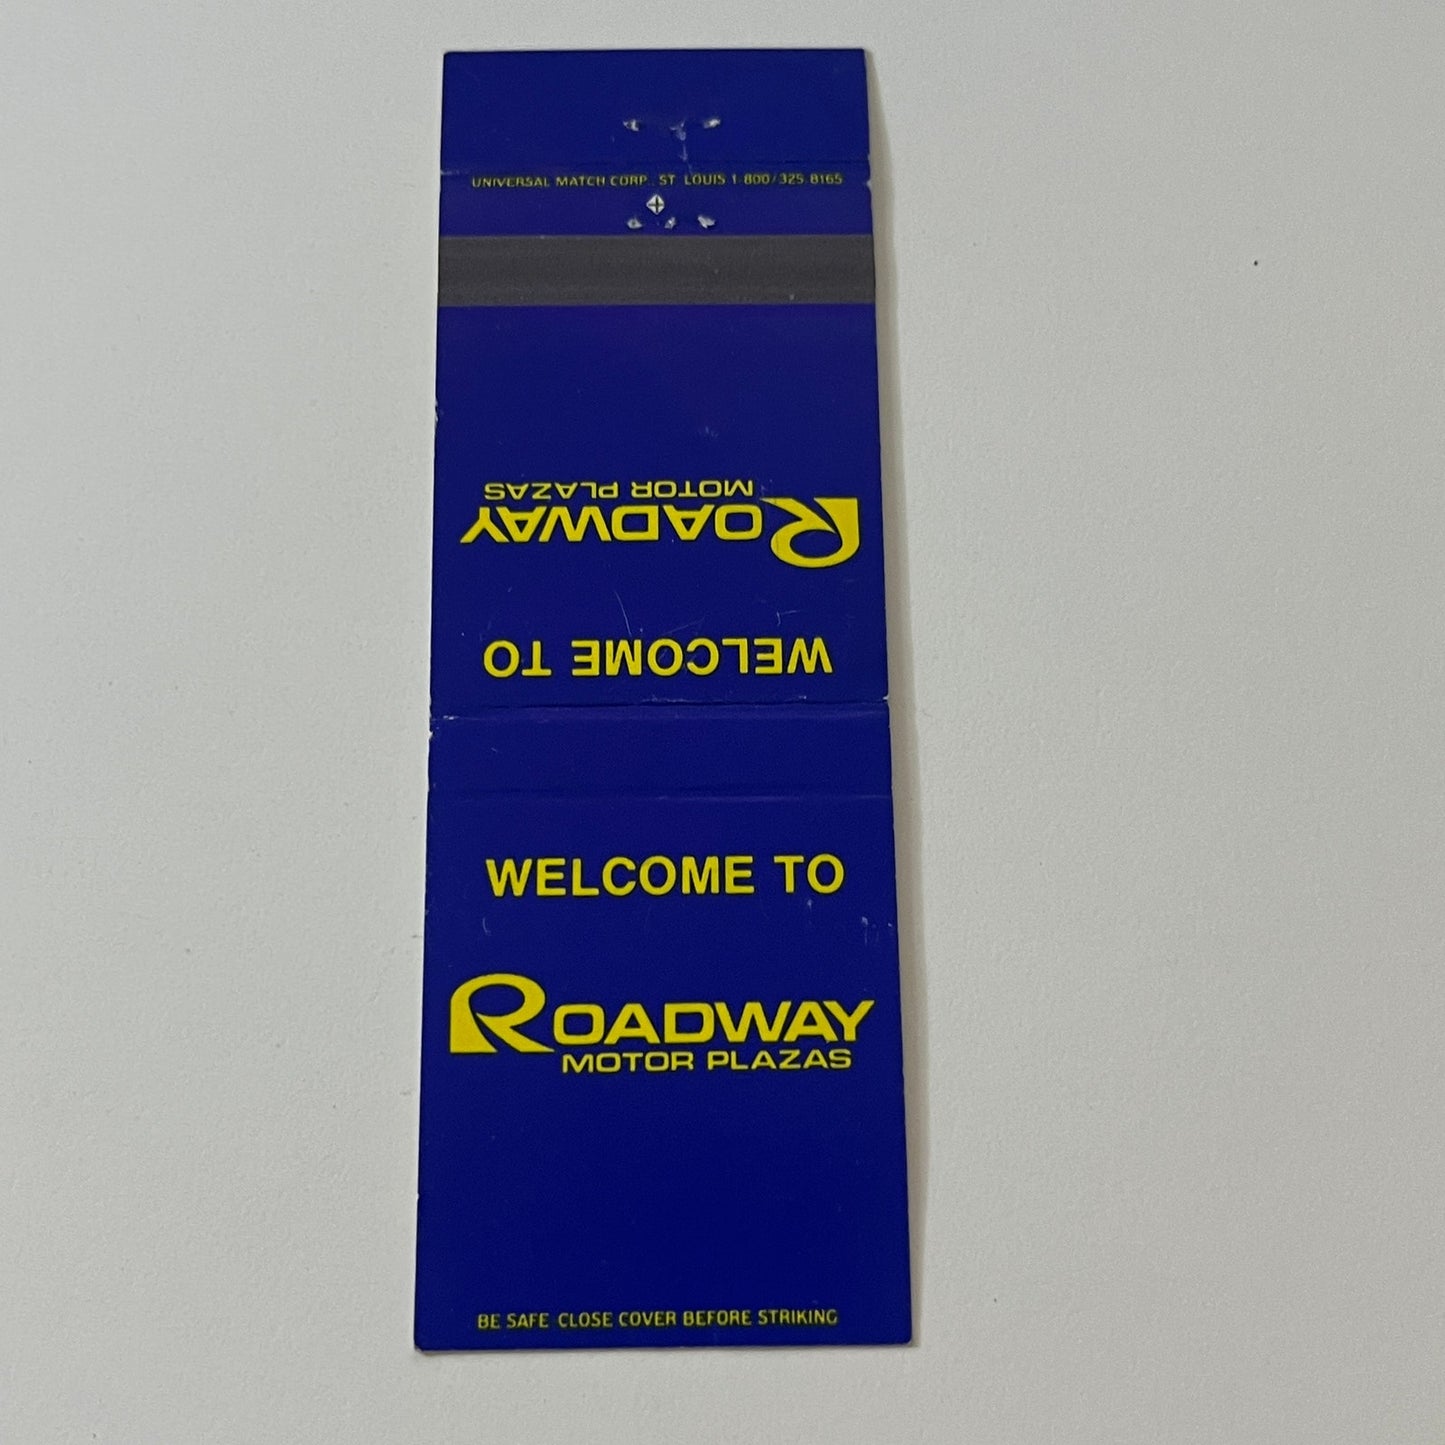 UNIVERSAL MATCH CORP., ST LOUIS 1-800/325-8165
WELCOME TO
ROADWAY
MOTOR PLAZAS
WELCOME TO
ROADWAY
MOTOR PLAZAS
BE SAFE CLOSE COVER BEFORE STRIKING